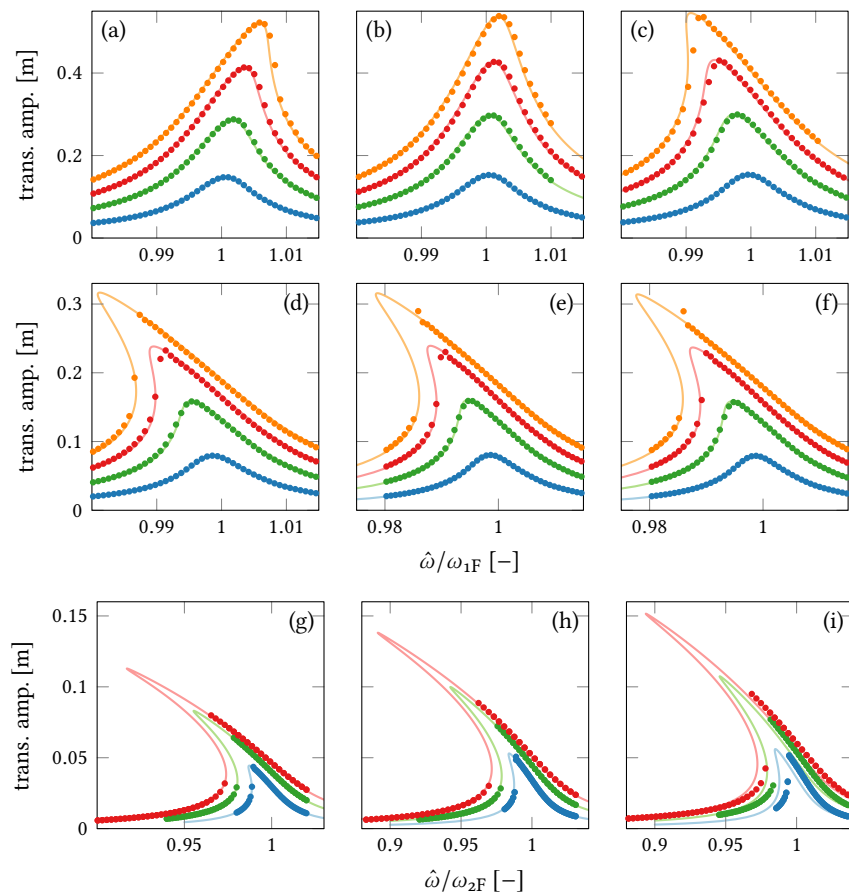 (a) (b) (c)
trans. amp. [m]
0.4
0.2
0
0.99 1 1.01 0.99 1 1.01 0.99 1 1.01
(d) (e) (f)
trans. amp. [m]
0.3
0.2
0.1
0
0.99 1 1.01 0.98 1 0.98 1
ω̂/ω₁F [−]
(g) (h) (i)
trans. amp. [m]
0.15
0.1
0.05
0
0.95 1 0.9 0.95 1 0.9 0.95 1
ω̂/ω₂F [−]